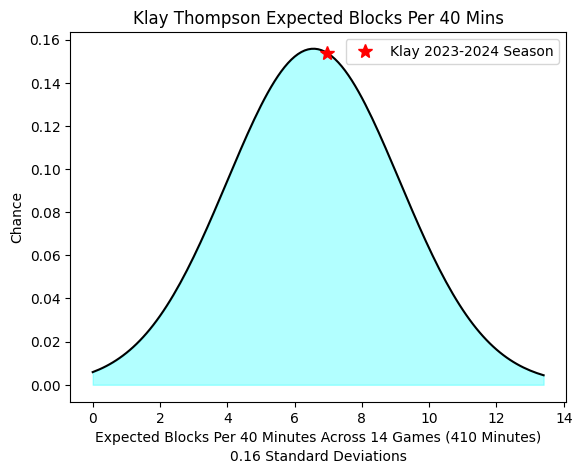 Klay Thompson Expected Blocks Per 40 Mins
Klay 2023-2024 Season
Chance
0.16
0.14
0.12
0.10
0.08
0.06
0.04
0.02
0.00
0 2 4 6 8 10 12 14
Expected Blocks Per 40 Minutes Across 14 Games (410 Minutes)
0.16 Standard Deviations